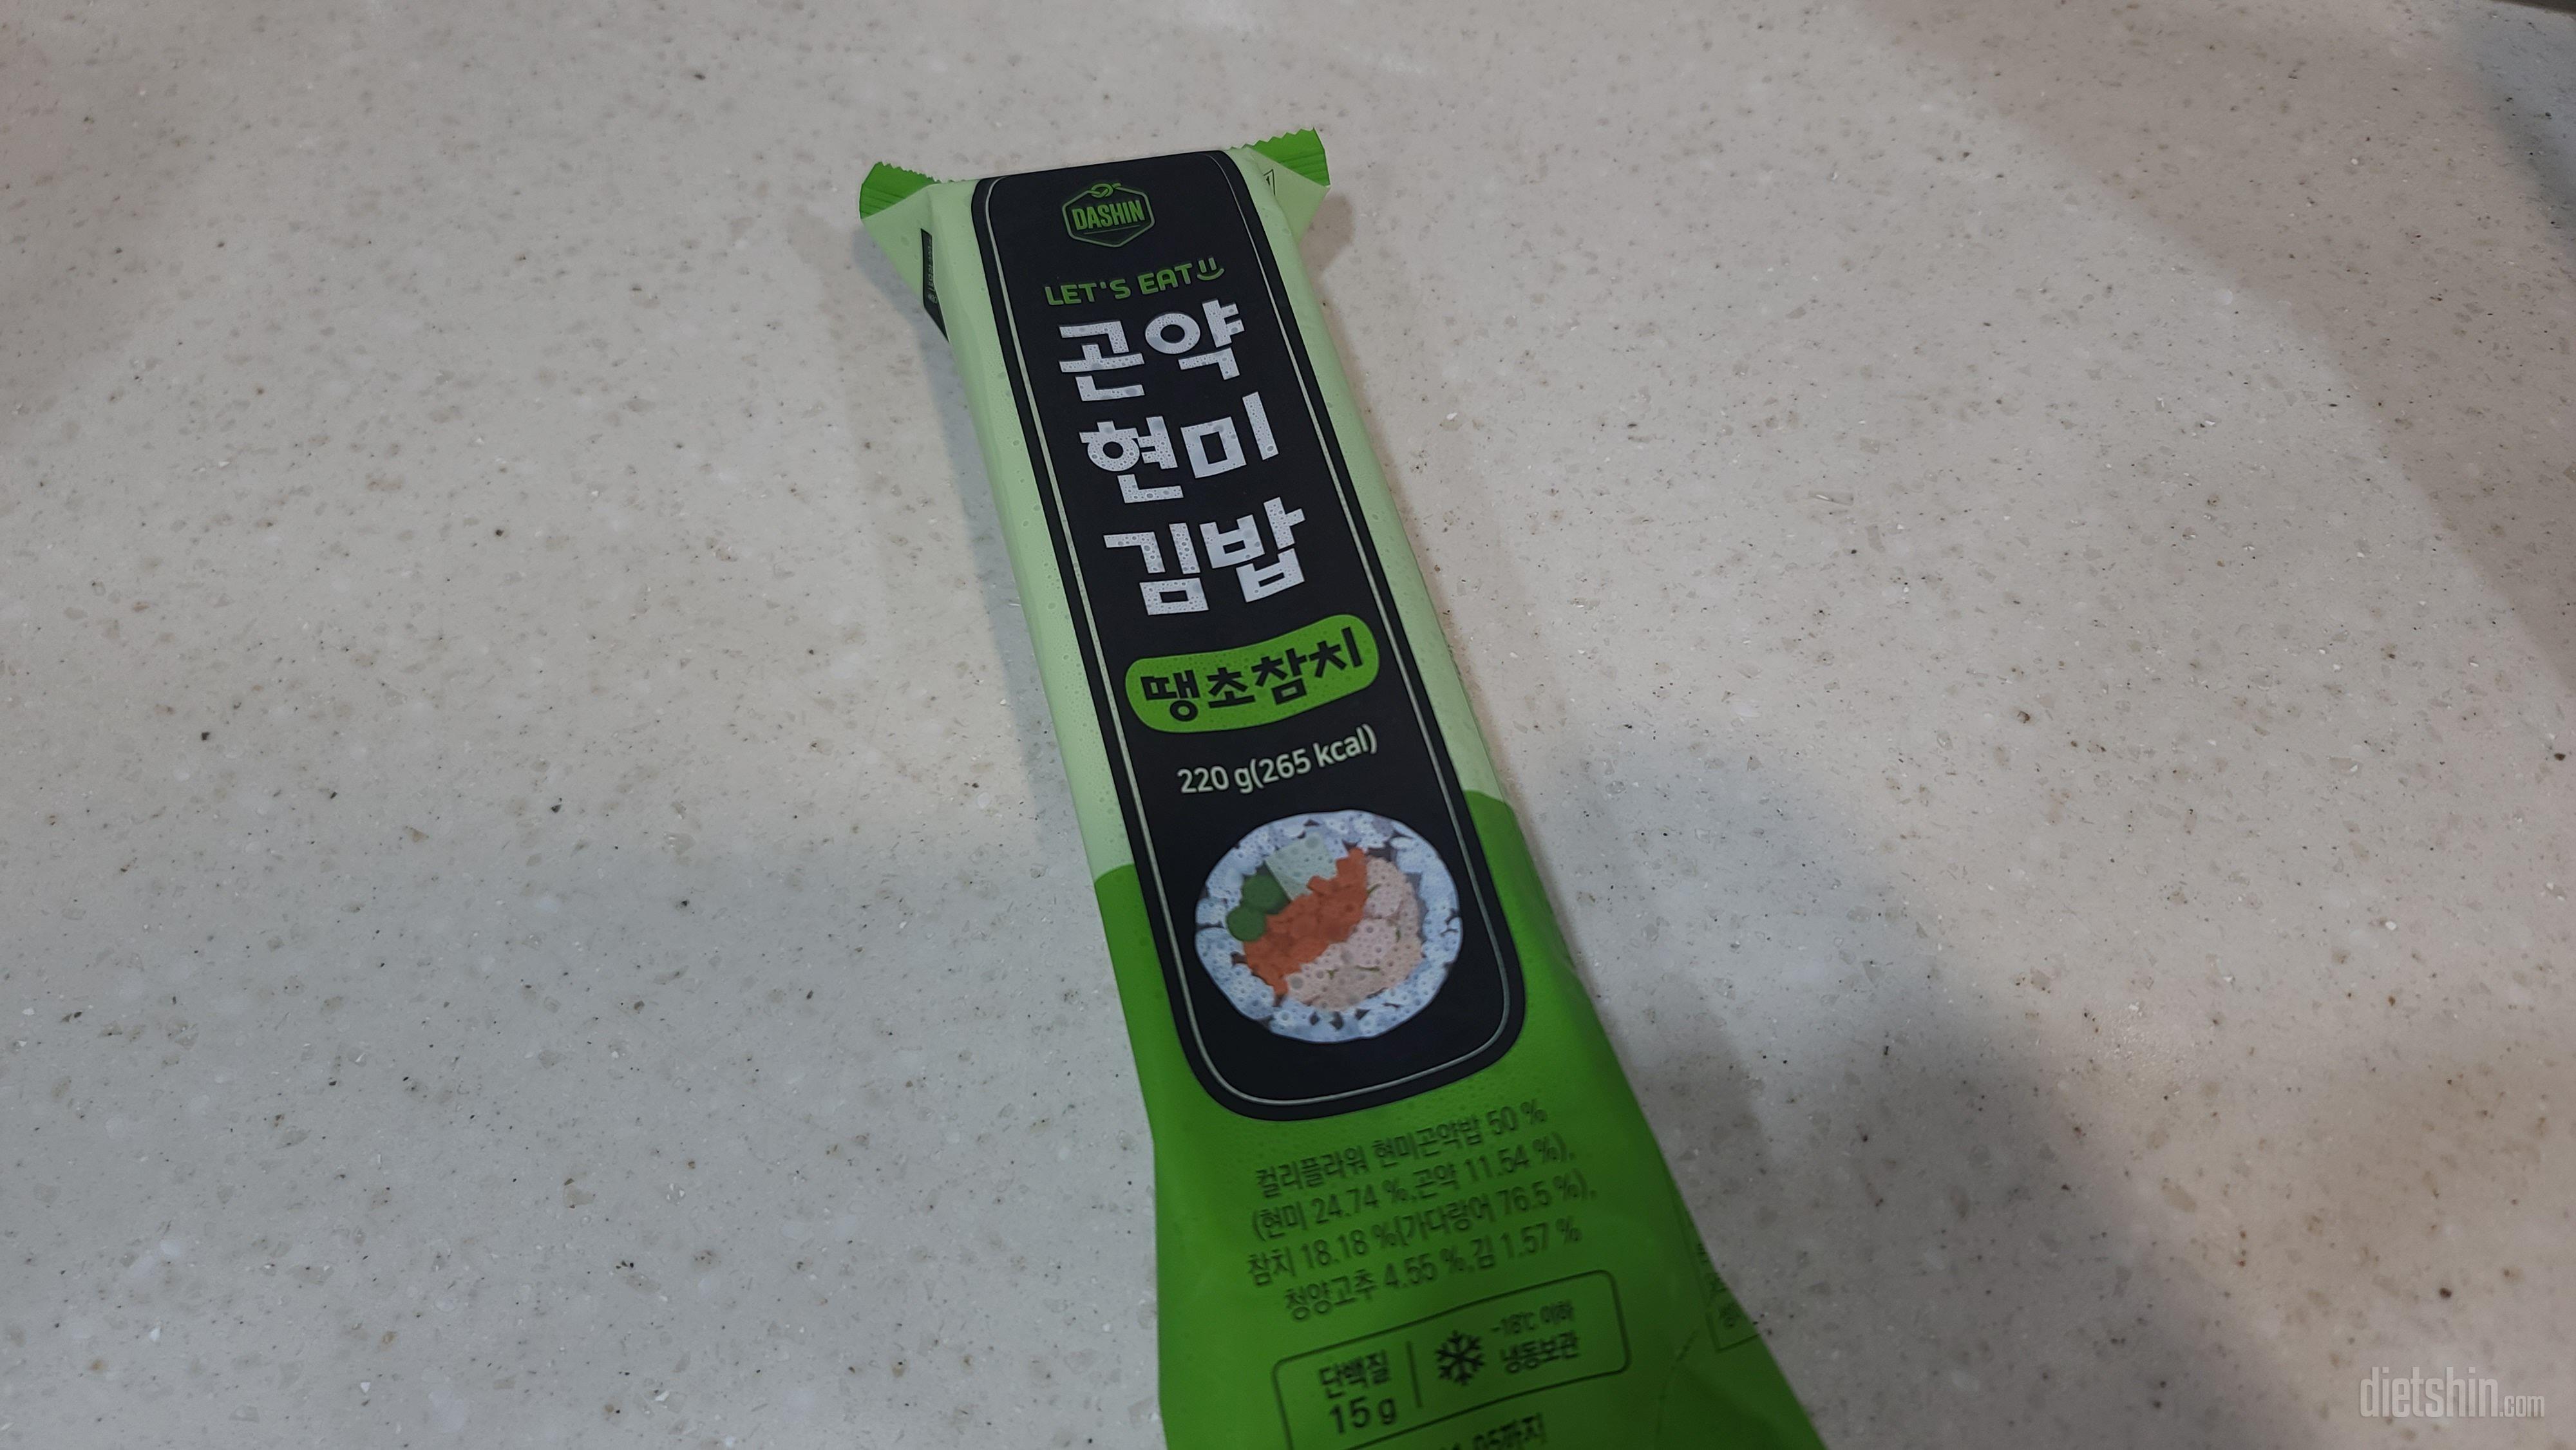 DASHIN
LET'S EAT
곤약
현미
김밥
땡초참치
220 g(265 kcal)
컬리플라워 현미곤약밥 50 %
(현미 24.74 %,곤약 11.54 %),
참치 18.18 %(가다랑어 76.5 %),
청양고추 4.55 %,김 1.57 %
단백질
15 g
-18℃ 이하
냉동보관
dietshin.com